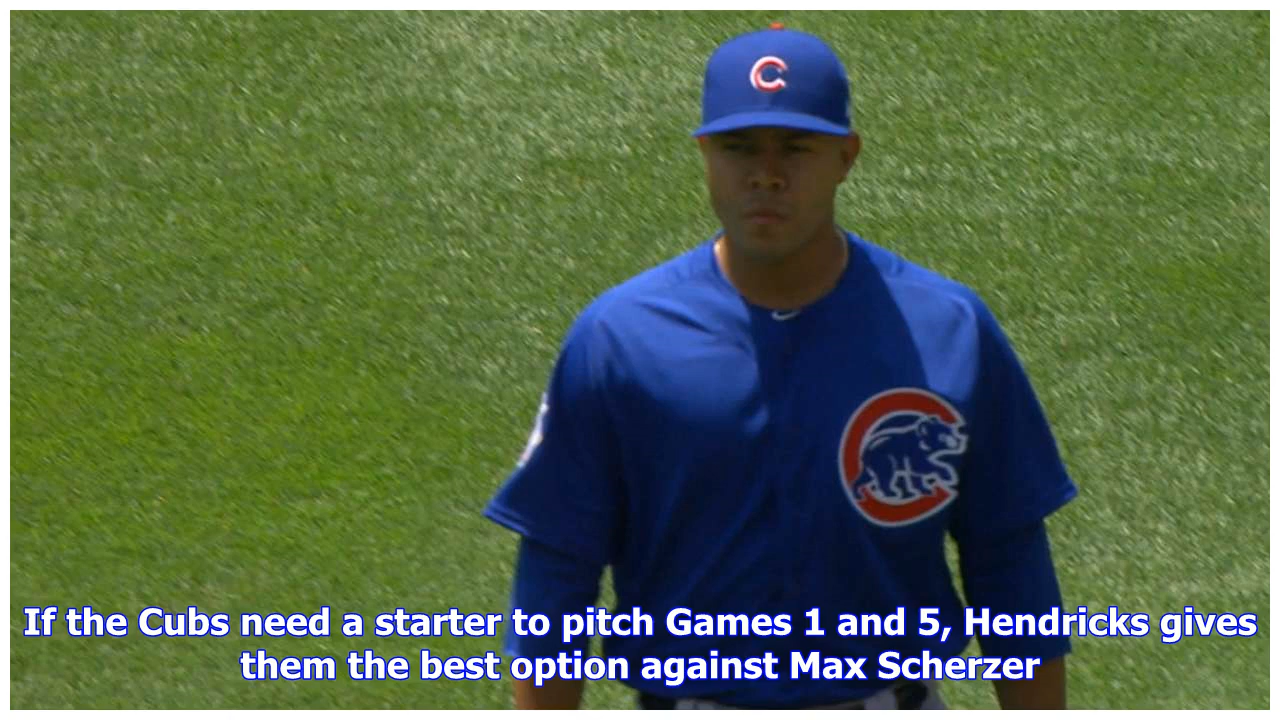 C
If the Cubs need a starter to pitch Games 1 and 5, Hendricks gives
them the best option against Max Scherzer